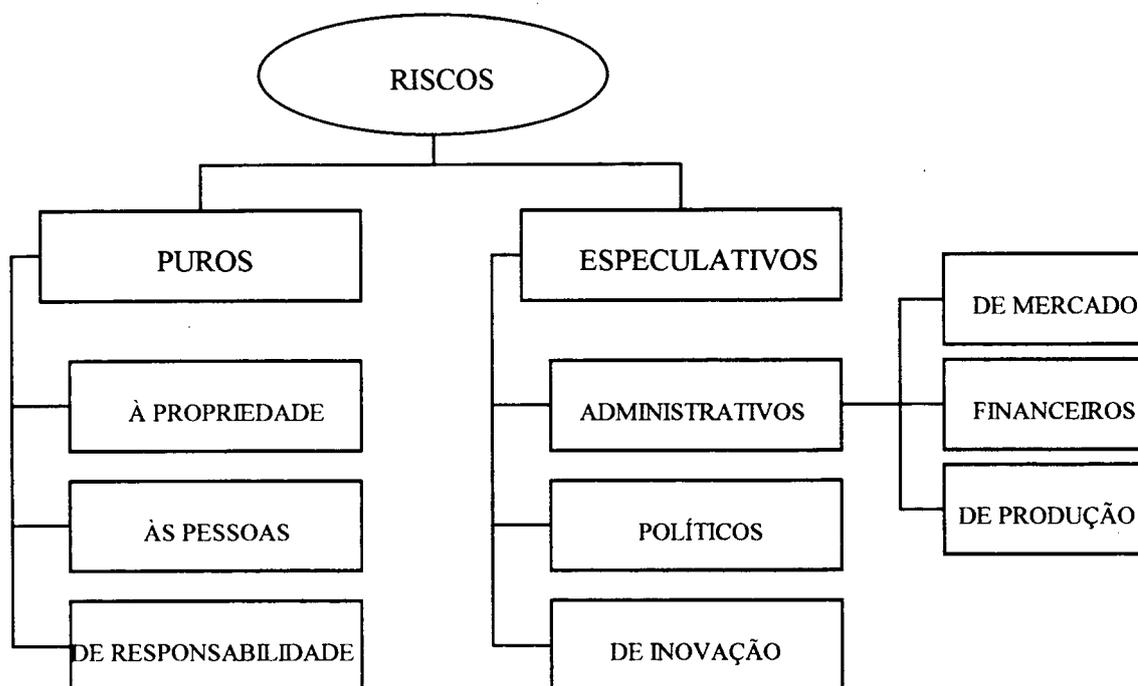 RISCOS
PUROS
ESPECULATIVOS
À PROPRIEDADE
ÀS PESSOAS
DE RESPONSABILIDADE
ADMINISTRATIVOS
POLÍTICOS
DE INOVAÇÃO
DE MERCADO
FINANCEIROS
DE PRODUÇÃO